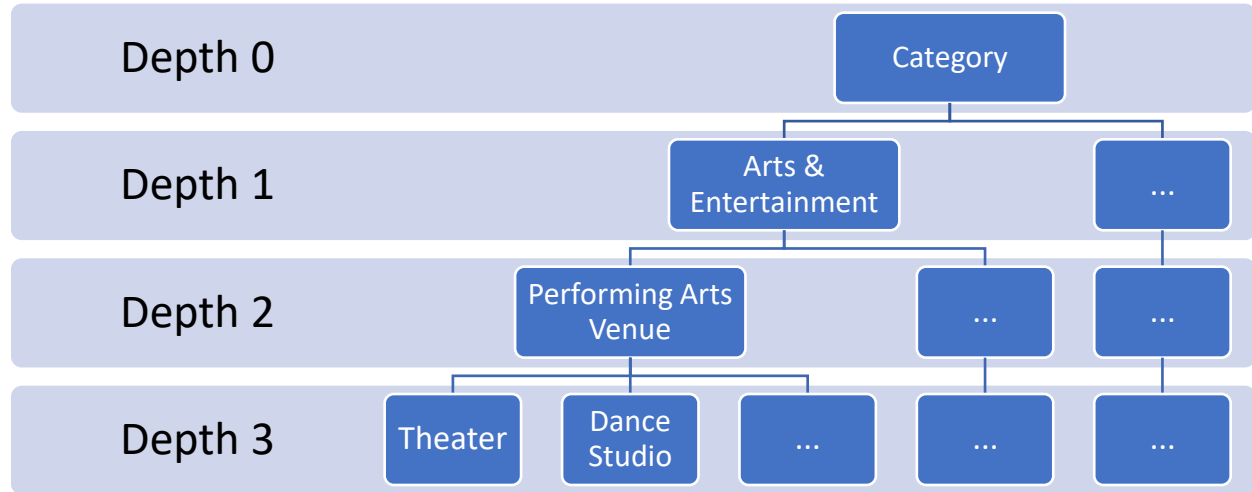 Depth 0
Category
Depth 1
Arts &
Entertainment
...
Depth 2
Performing Arts
Venue
...
...
Depth 3
Theater
Dance
Studio
...
...
...